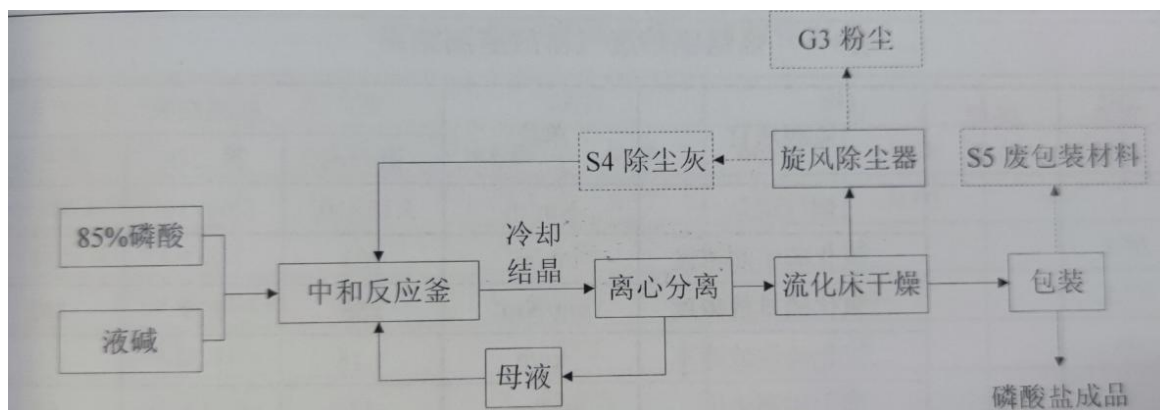 G3 粉尘
S4 除尘灰
旋风除尘器
S5 废包装材料
85%磷酸
液碱
中和反应釜
冷却
结晶
离心分离
流化床干燥
包装
母液
磷酸盐成品